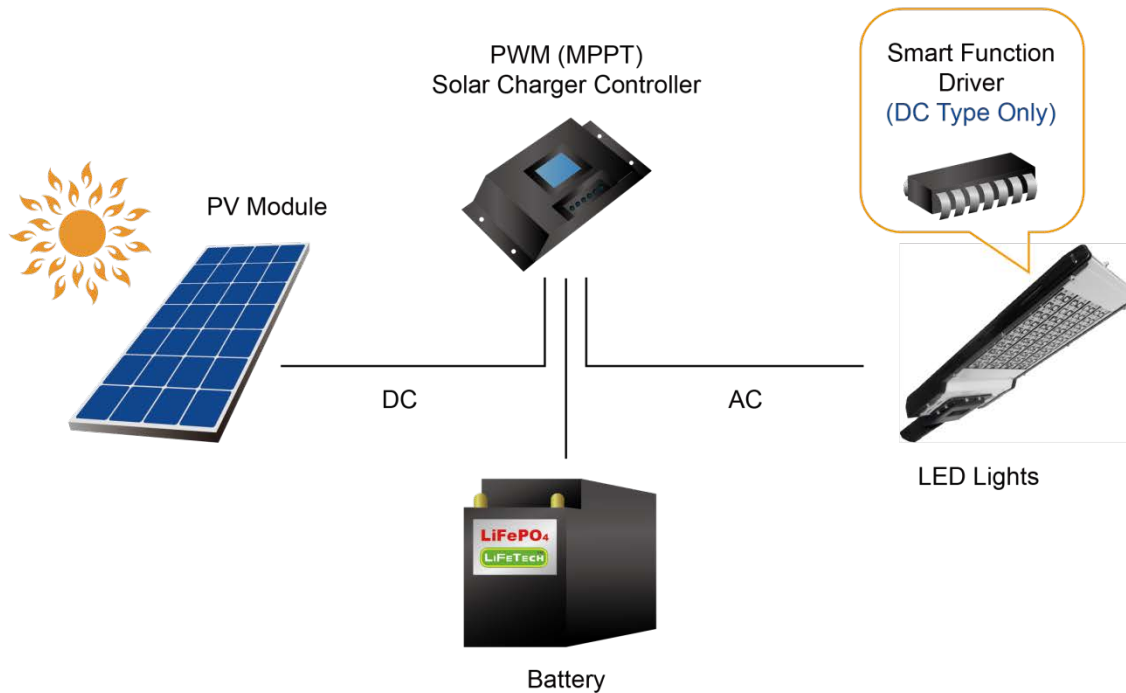 PWM (MPPT)
Solar Charger Controller
Smart Function
Driver
(DC Type Only)
PV Module
DC
AC
LED Lights
LiFePO4
LiFeTech
Battery